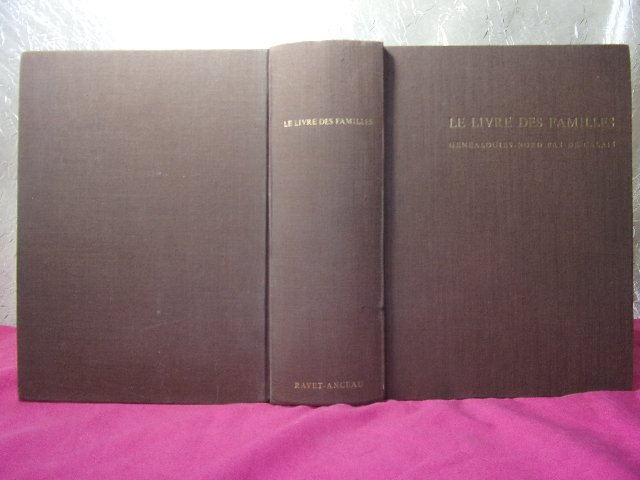 LE LIVRE DES FAMILLES
RAVET-ANCEAU
LE LIVRE DES FAMILLES
GENEALOGIES NORD PAS DE CALAIS